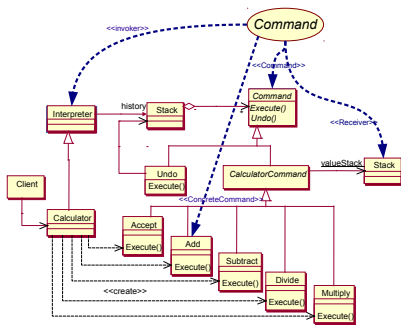 Command
<<invoker>>
<<Command>>
Command
Execute()
Undo()
history
Interpreter
Stack
<<Receiver>>
Undo
Execute()
CalculatorCommand
valueStack
Stack
Client
<<ConcreteCommand>>
Calculator
Accept
Execute()
Add
Execute()
Subtract
Execute()
Divide
Execute()
Multiply
Execute()
<<create>>